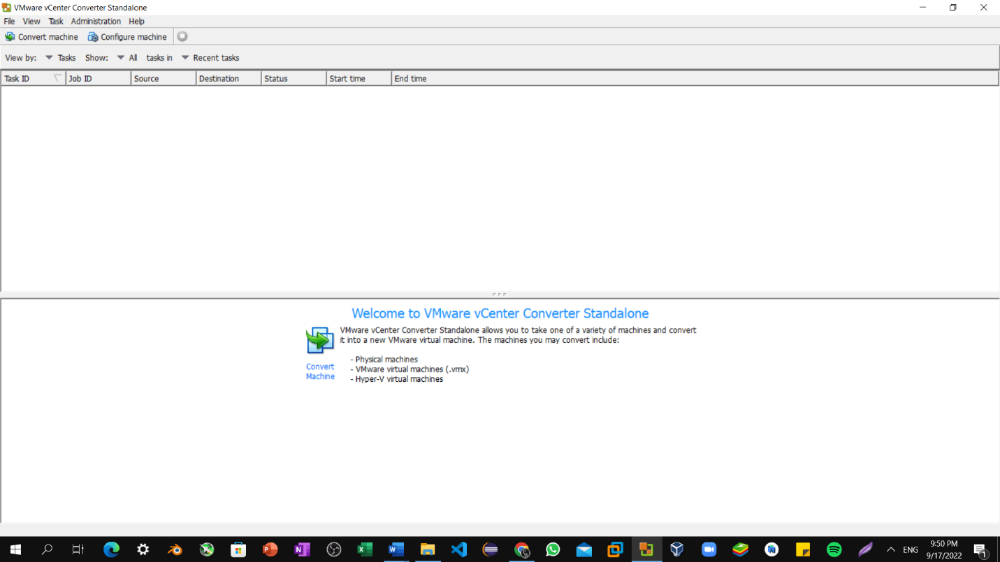 VMware vCenter Converter Standalone
File View Task Administration Help
Convert machine Configure machine
View by: Tasks Show: All tasks in Recent tasks
Task ID Job ID Source Destination Status Start time End time
Welcome to VMware vCenter Converter Standalone
VMware vCenter Converter Standalone allows you to take one of a variety of machines and convert
it into a new VMware virtual machine. The machines you may convert include:
- Physical machines
- VMware virtual machines (.vmx)
- Hyper-V virtual machines
Convert
Machine
ENG
9:50 PM
9/17/2022
1